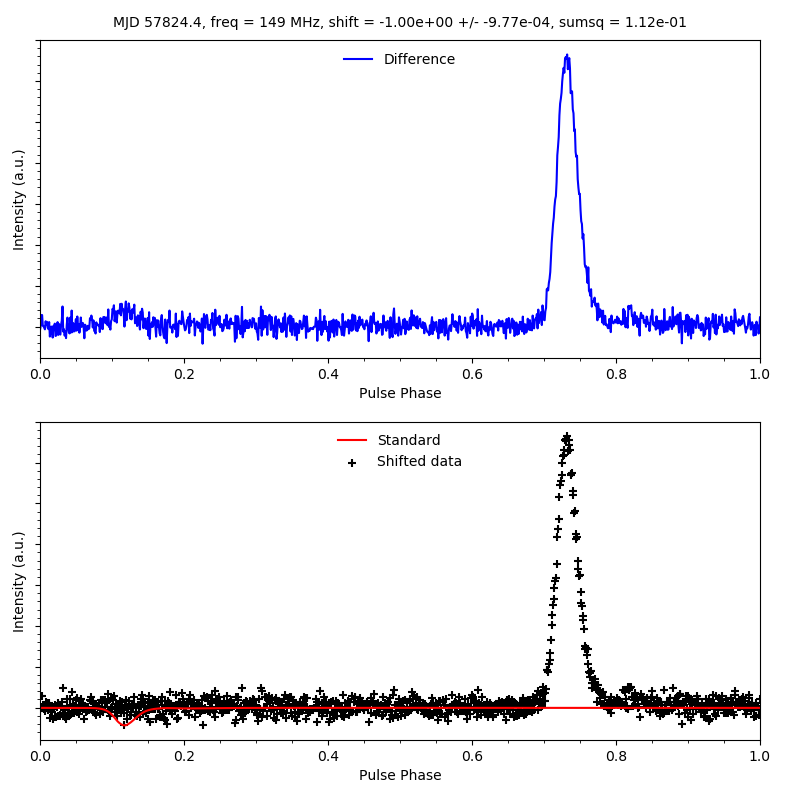 MJD 57824.4, freq = 149 MHz, shift = -1.00e+00 +/- -9.77e-04, sumsq = 1.12e-01
Difference
Intensity (a.u.)
0.0 0.2 0.4 0.6 0.8 1.0
Pulse Phase
Standard
Shifted data
Intensity (a.u.)
0.0 0.2 0.4 0.6 0.8 1.0
Pulse Phase